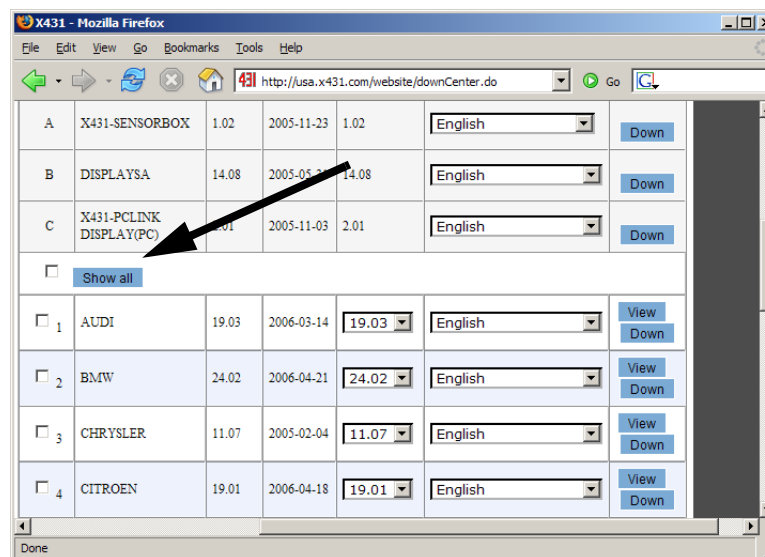 X431 - Mozilla Firefox
File Edit View Go Bookmarks Tools Help
431 http://usa.x431.com/website/downCenter.do Go G
A X431-SENSORBOX 1.02 2005-11-23 1.02 English Down
B DISPLAYSA 14.08 2005-05- 14.08 English Down
C X431-PCLINK
DISPLAY(PC) .01 2005-11-03 2.01 English Down
Show all
1 AUDI 19.03 2006-03-14 19.03 English View
Down
2 BMW 24.02 2006-04-21 24.02 English View
Down
3 CHRYSLER 11.07 2005-02-04 11.07 English View
Down
4 CITROEN 19.01 2006-04-18 19.01 English View
Down
Done